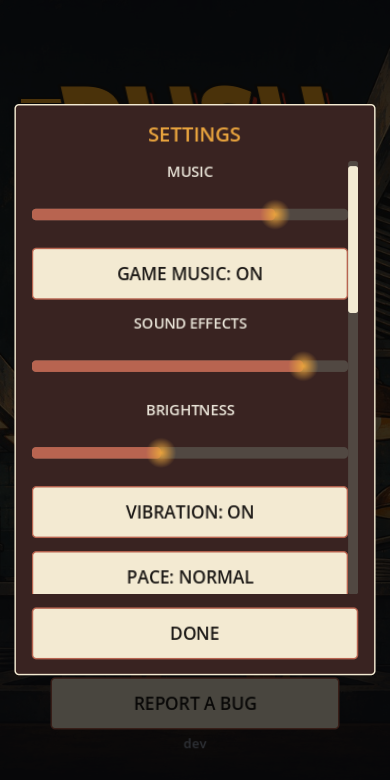 SETTINGS
MUSIC
GAME MUSIC: ON
SOUND EFFECTS
BRIGHTNESS
VIBRATION: ON
PACE: NORMAL
DONE
REPORT A BUG
dev